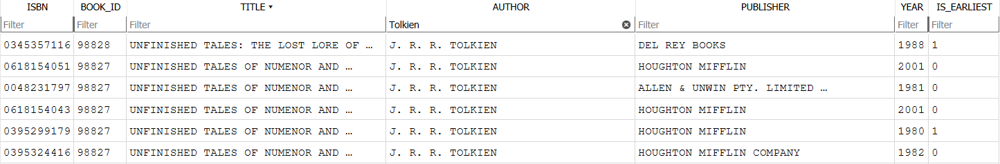 ISBN BOOK_ID TITLE AUTHOR PUBLISHER YEAR IS_EARLIEST
Filter Filter Filter Tolkien Filter Filter Filter
0345357116 98828 UNFINISHED TALES: THE LOST LORE OF … J. R. R. TOLKIEN DEL REY BOOKS 1988 1
0618154051 98827 UNFINISHED TALES OF NUMENOR AND … J. R. R. TOLKIEN HOUGHTON MIFFLIN 2001 0
0048231797 98827 UNFINISHED TALES OF NUMENOR AND … J. R. R. TOLKIEN ALLEN & UNWIN PTY. LIMITED … 1981 0
0618154043 98827 UNFINISHED TALES OF NUMENOR AND … J. R. R. TOLKIEN HOUGHTON MIFFLIN 2001 0
0395299179 98827 UNFINISHED TALES OF NUMENOR AND … J. R. R. TOLKIEN HOUGHTON MIFFLIN 1980 1
0395324416 98827 UNFINISHED TALES OF NUMENOR AND … J. R. R. TOLKIEN HOUGHTON MIFFLIN COMPANY 1982 0